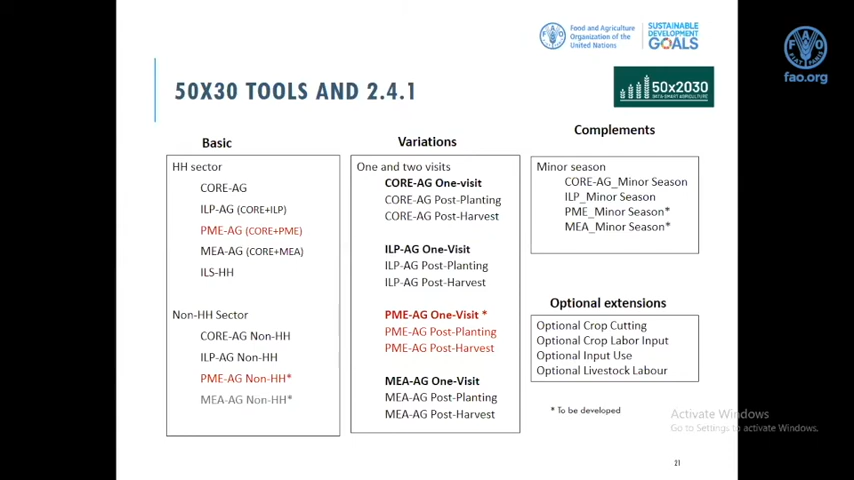 Food and Agriculture
Organization of the
United Nations
SUSTAINABLE
DEVELOPMENT
GOALS
FAO
FIAT PANIS
fao.org
50X30 TOOLS AND 2.4.1
50x2030
DATA-SMART AGRICULTURE
Basic
HH sector
CORE-AG
ILP-AG (CORE+ILP)
PME-AG (CORE+PME)
MEA-AG (CORE+MEA)
ILS-HH
Non-HH Sector
CORE-AG Non-HH
ILP-AG Non-HH
PME-AG Non-HH*
MEA-AG Non-HH*
Variations
One and two visits
CORE-AG One-visit
CORE-AG Post-Planting
CORE-AG Post-Harvest
ILP-AG One-Visit
ILP-AG Post-Planting
ILP-AG Post-Harvest
PME-AG One-Visit *
PME-AG Post-Planting
PME-AG Post-Harvest
MEA-AG One-Visit
MEA-AG Post-Planting
MEA-AG Post-Harvest
Complements
Minor season
CORE-AG_Minor Season
ILP_Minor Season
PME_Minor Season*
MEA_Minor Season*
Optional extensions
Optional Crop Cutting
Optional Crop Labor Input
Optional Input Use
Optional Livestock Labour
* To be developed
Activate Windows
Go to Settings to activate Windows.
21